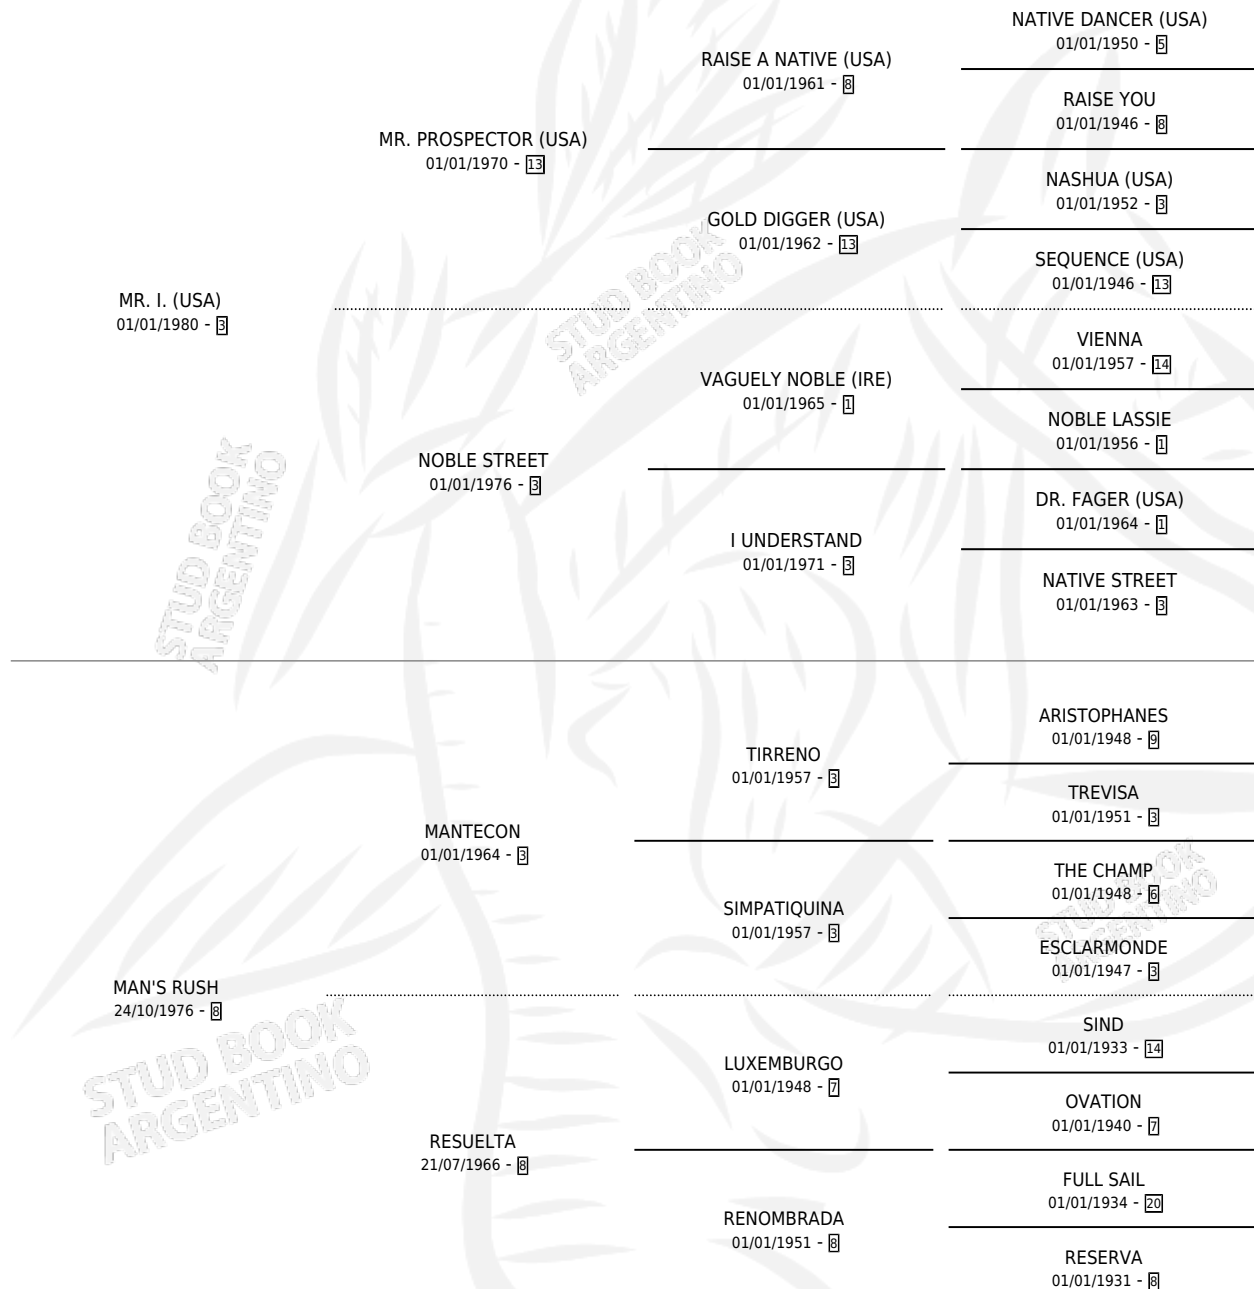 NATIVE DANCER (USA)
01/01/1950 - 5
RAISE A NATIVE (USA)
01/01/1961 - 8
RAISE YOU
01/01/1946 - 8
MR. PROSPECTOR (USA)
01/01/1970 - 13
NASHUA (USA)
01/01/1952 - 3
GOLD DIGGER (USA)
01/01/1962 - 13
SEQUENCE (USA)
01/01/1946 - 13
MR. I. (USA)
01/01/1980 - 3
VIENNA
01/01/1957 - 14
VAGUELY NOBLE (IRE)
01/01/1965 - 1
NOBLE LASSIE
01/01/1956 - 1
NOBLE STREET
01/01/1976 - 3
DR. FAGER (USA)
01/01/1964 - 1
I UNDERSTAND
01/01/1971 - 3
NATIVE STREET
01/01/1963 - 3
ARISTOPHANES
01/01/1948 - 9
TIRRENO
01/01/1957 - 3
TREVISA
01/01/1951 - 3
MANTECON
01/01/1964 - 3
THE CHAMP
01/01/1948 - 6
SIMPATIQUINA
01/01/1957 - 3
ESCLARMONDE
01/01/1947 - 3
MAN'S RUSH
24/10/1976 - 8
SIND
01/01/1933 - 14
LUXEMBURGO
01/01/1948 - 7
OVATION
01/01/1940 - 7
RESUELTA
21/07/1966 - 8
FULL SAIL
01/01/1934 - 20
RENOMBRADA
01/01/1951 - 8
RESERVA
01/01/1931 - 8
STUD BOOK
ARGENTINO
STUD BOOK
ARGENTINO
STUD BOOK
ARGENTINO
STUD BOOK
ARGENTINO